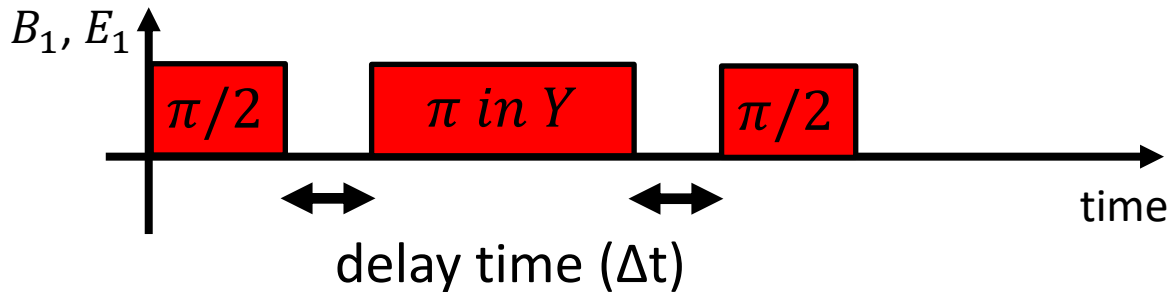 B₁, E₁
π/2
π in Y
π/2
time
delay time (Δt)